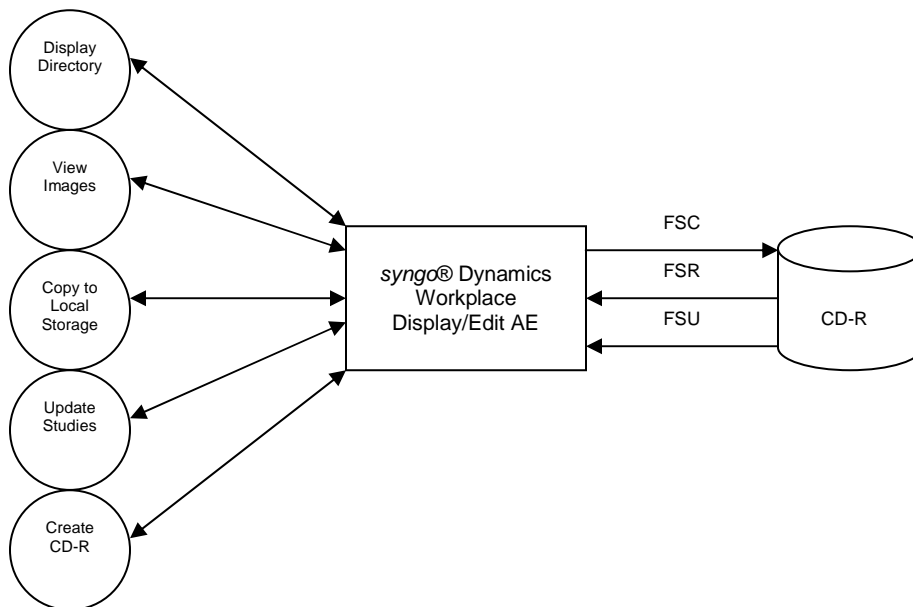 Display
Directory
View
Images
Copy to
Local
Storage
Update
Studies
Create
CD-R
syngo® Dynamics
Workplace
Display/Edit AE
FSC
FSR
FSU
CD-R